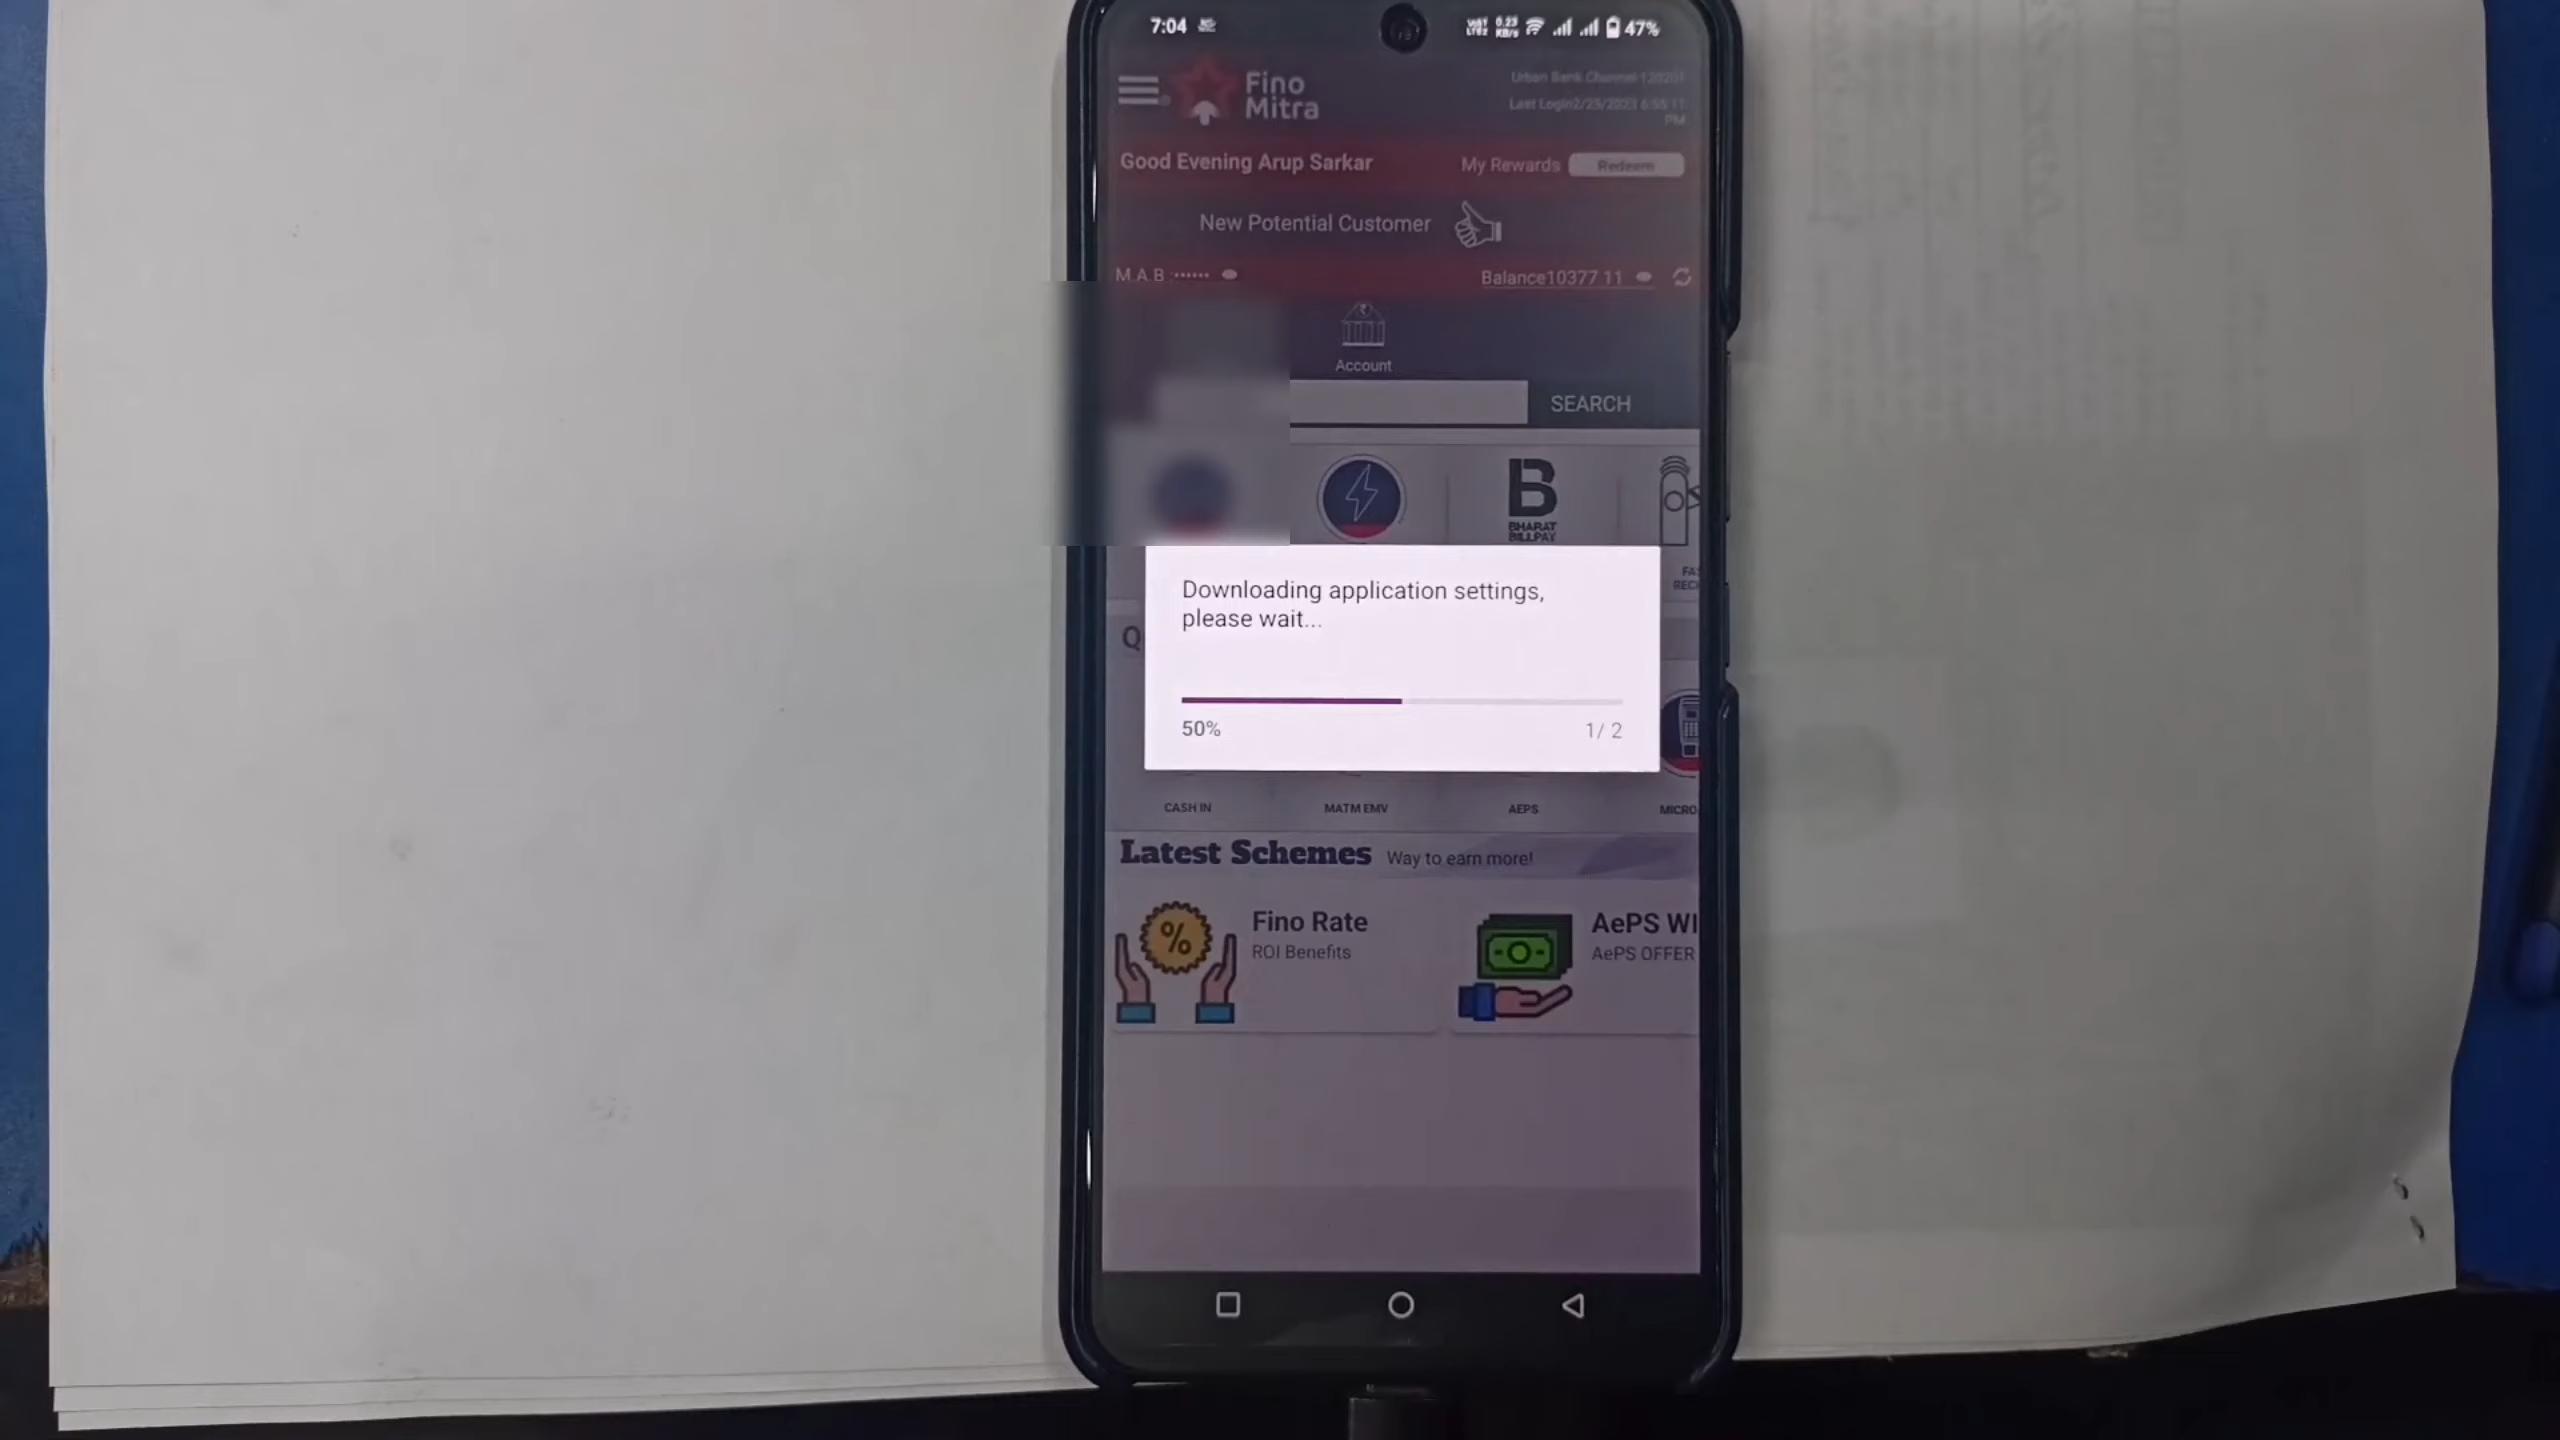 7:04
0.23
KB/s
47%
Fino
Mitra
Urban Bank Channel
Last Login2/25/2023 6:55:11
PM
Good Evening Arup Sarkar
My Rewards
Redeem
New Potential Customer
M.A.B
Balance10377 11
Account
SEARCH
B
BHARAT
BILLPAY
Downloading application settings,
please wait...
50%
1/ 2
Q
CASH IN
MATM EMV
AEPS
MICRO
Latest Schemes
Way to earn more!
%
Fino Rate
ROI Benefits
AePS WI
AePS OFFER